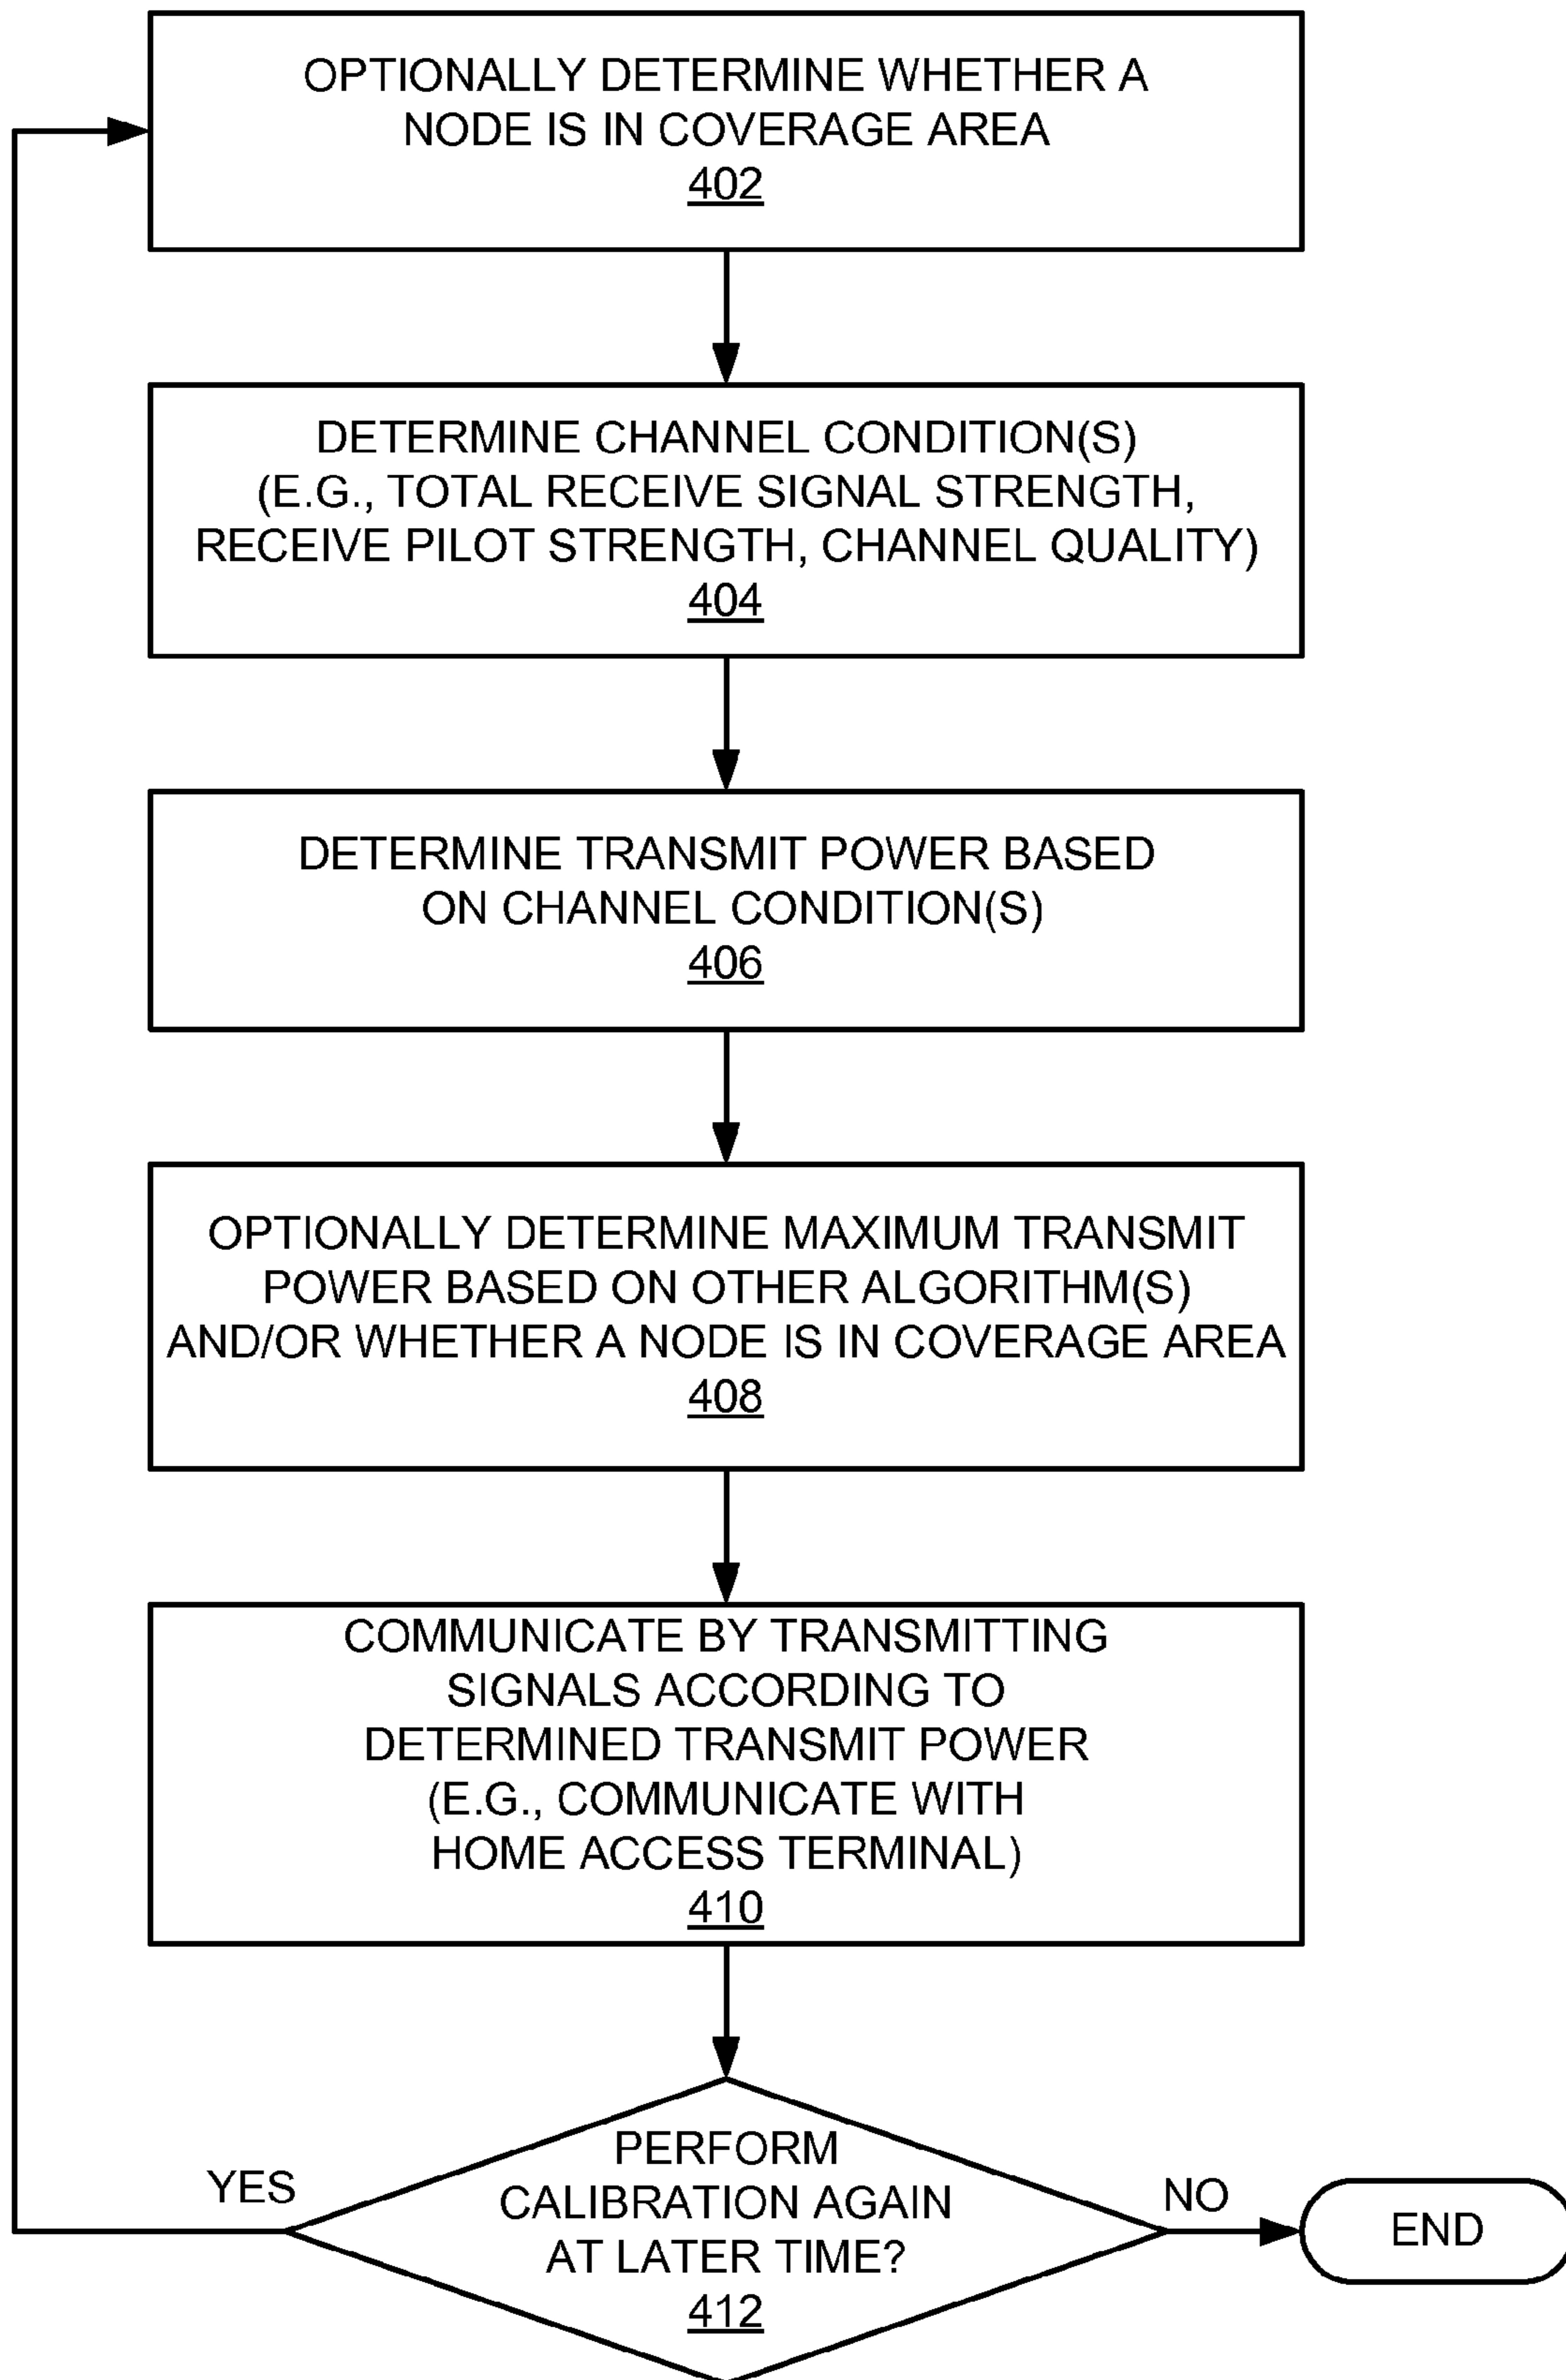 OPTIONALLY DETERMINE WHETHER A
NODE IS IN COVERAGE AREA
402
DETERMINE CHANNEL CONDITION(S)
(E.G., TOTAL RECEIVE SIGNAL STRENGTH,
RECEIVE PILOT STRENGTH, CHANNEL QUALITY)
404
DETERMINE TRANSMIT POWER BASED
ON CHANNEL CONDITION(S)
406
OPTIONALLY DETERMINE MAXIMUM TRANSMIT
POWER BASED ON OTHER ALGORITHM(S)
AND/OR WHETHER A NODE IS IN COVERAGE AREA
408
COMMUNICATE BY TRANSMITTING
SIGNALS ACCORDING TO
DETERMINED TRANSMIT POWER
(E.G., COMMUNICATE WITH
HOME ACCESS TERMINAL)
410
PERFORM
CALIBRATION AGAIN
AT LATER TIME?
412
YES
NO
END